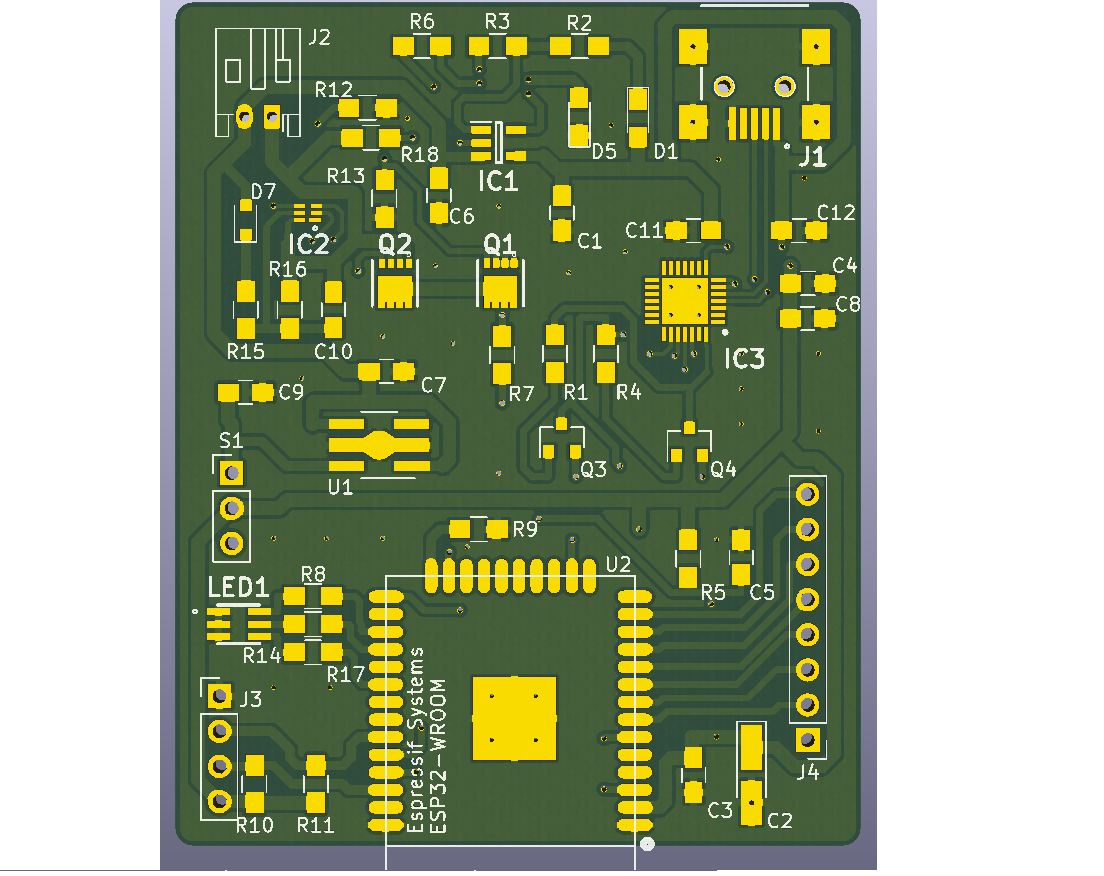 R6
R3
R2
J2
R12
R18
D5
D1
J1
R13
IC1
D7
C6
C11
C12
IC2
Q2
Q1
C1
R16
C4
C8
R15
C10
IC3
C9
C7
R7
R1
R4
S1
U1
Q3
Q4
R9
U2
LED1
R8
R5
C5
R14
R17
J3
Espressif Systems
ESP32-WROOM
J4
R10
R11
C3
C2